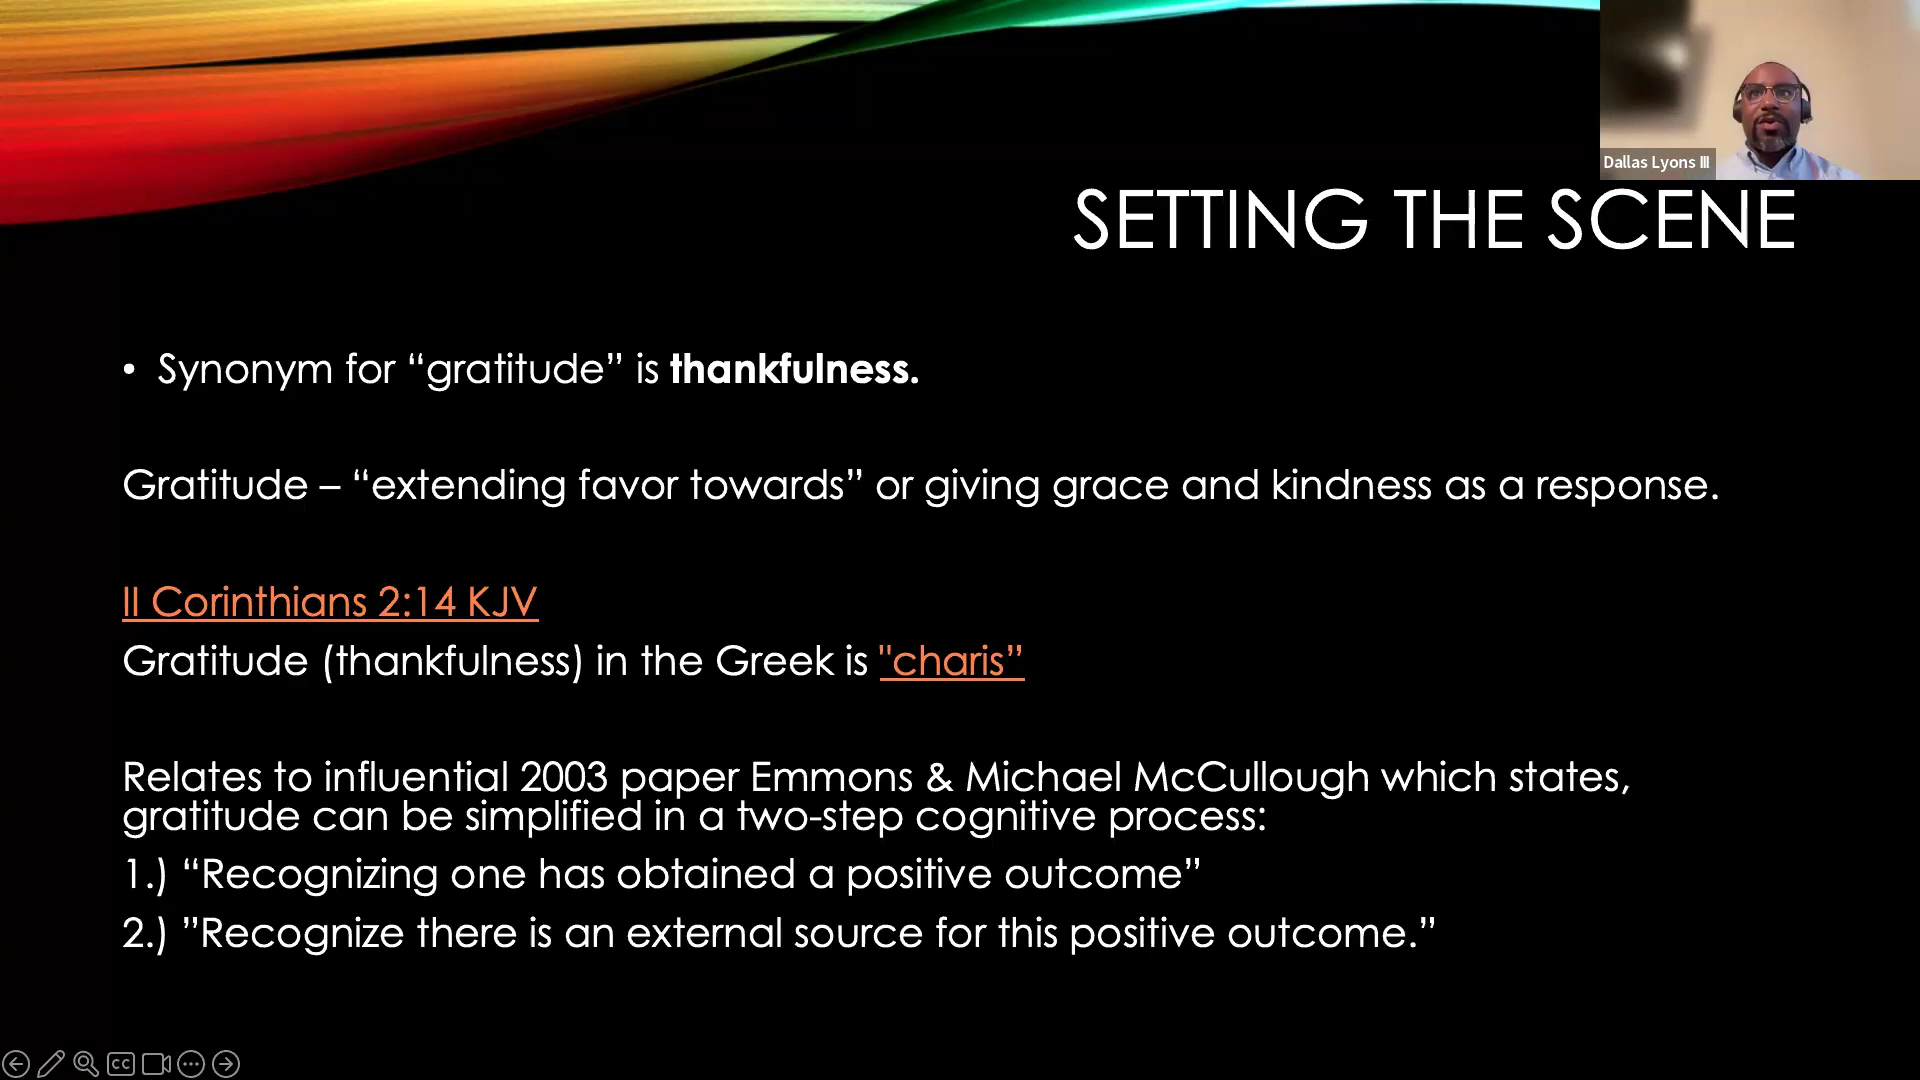 Dallas Lyons III
SETTING THE SCENE
• Synonym for “gratitude” is thankfulness.
Gratitude – “extending favor towards” or giving grace and kindness as a response.
II Corinthians 2:14 KJV
Gratitude (thankfulness) in the Greek is "charis”
Relates to influential 2003 paper Emmons & Michael McCullough which states,
gratitude can be simplified in a two-step cognitive process:
1.) “Recognizing one has obtained a positive outcome”
2.) ”Recognize there is an external source for this positive outcome.”
CC